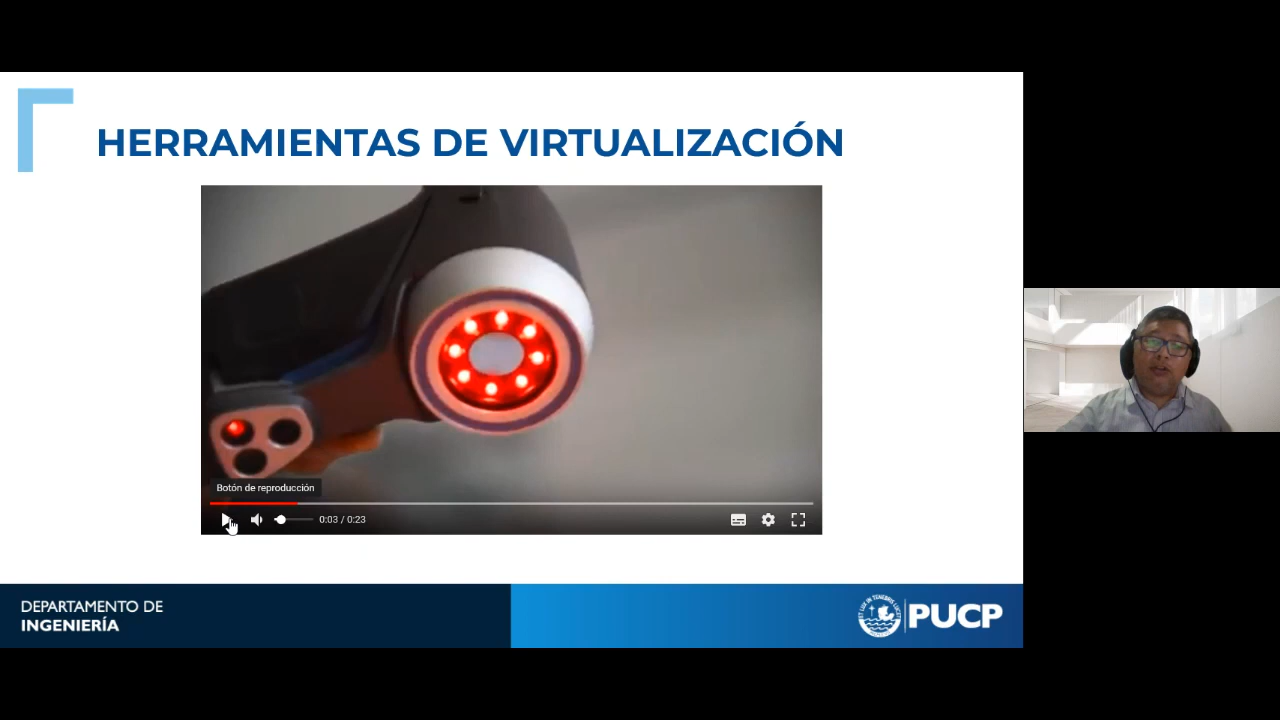 HERRAMIENTAS DE VIRTUALIZACIÓN
Botón de reproducción
0:03 / 0:23
DEPARTAMENTO DE
INGENIERÍA
PUCP